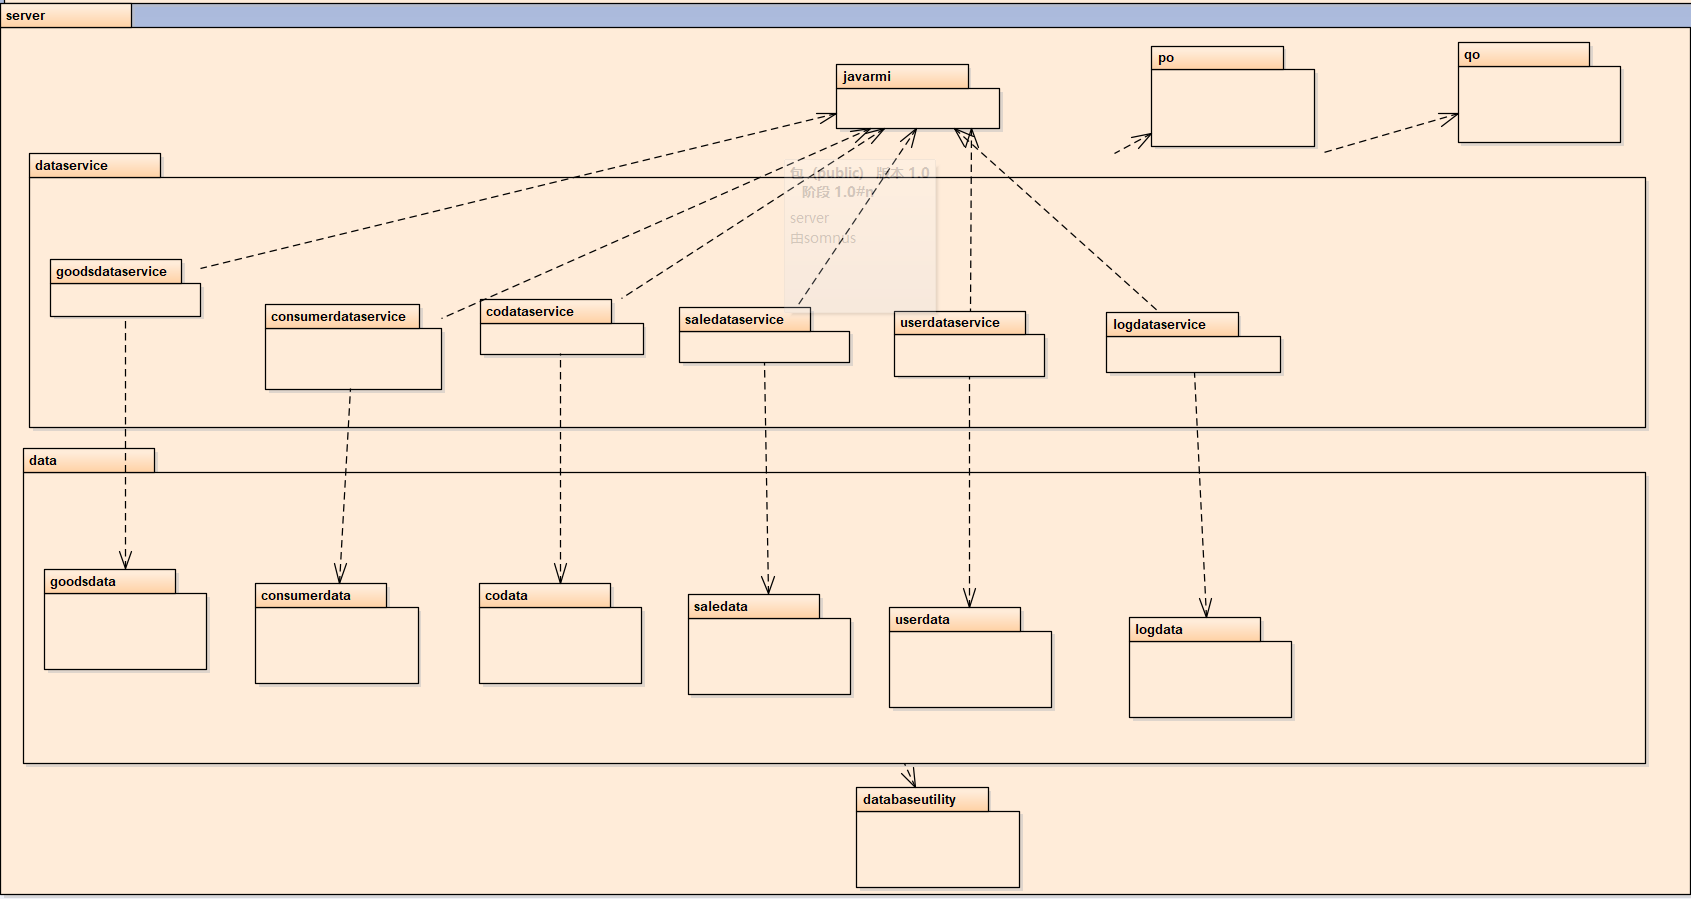 server
po
qo
javarmi
dataservice
包 (public) 版本 1.0
阶段 1.0#n
server
由somnus
goodsdataservice
consumerdataservice
codataservice
saledataservice
userdataservice
logdataservice
data
goodsdata
consumerdata
codata
saledata
userdata
logdata
databaseutility